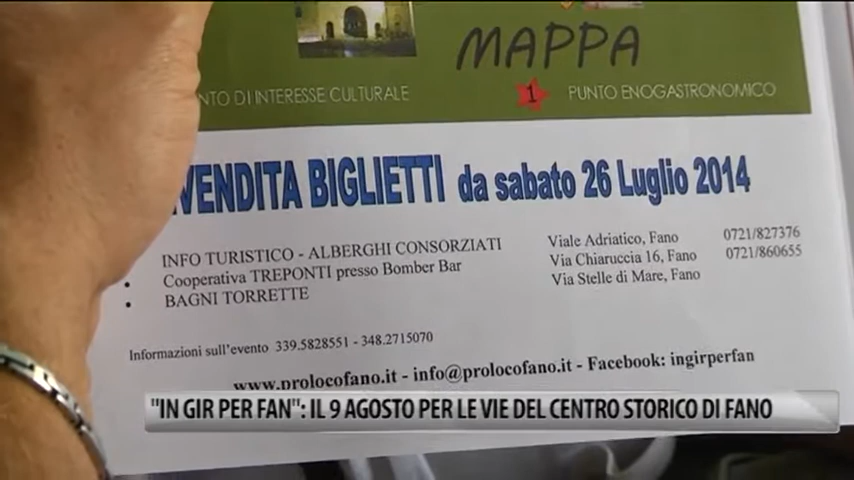 MAPPA
NTO DI INTERESSE CULTURALE
1
PUNTO ENOGASTRONOMICO
VENDITA BIGLIETTI da sabato 26 Luglio 2014
INFO TURISTICO - ALBERGHI CONSORZIATI Viale Adriatico, Fano 0721/827376
• Cooperativa TREPONTI presso Bomber Bar Via Chiaruccia 16, Fano 0721/860655
• BAGNI TORRETTE Via Stelle di Mare, Fano
Informazioni sull'evento 339.5828551 - 348.2715070
www.prolocofano.it - info@prolocofano.it - Facebook: ingirperfan
"IN GIR PER FAN": IL 9 AGOSTO PER LE VIE DEL CENTRO STORICO DI FANO